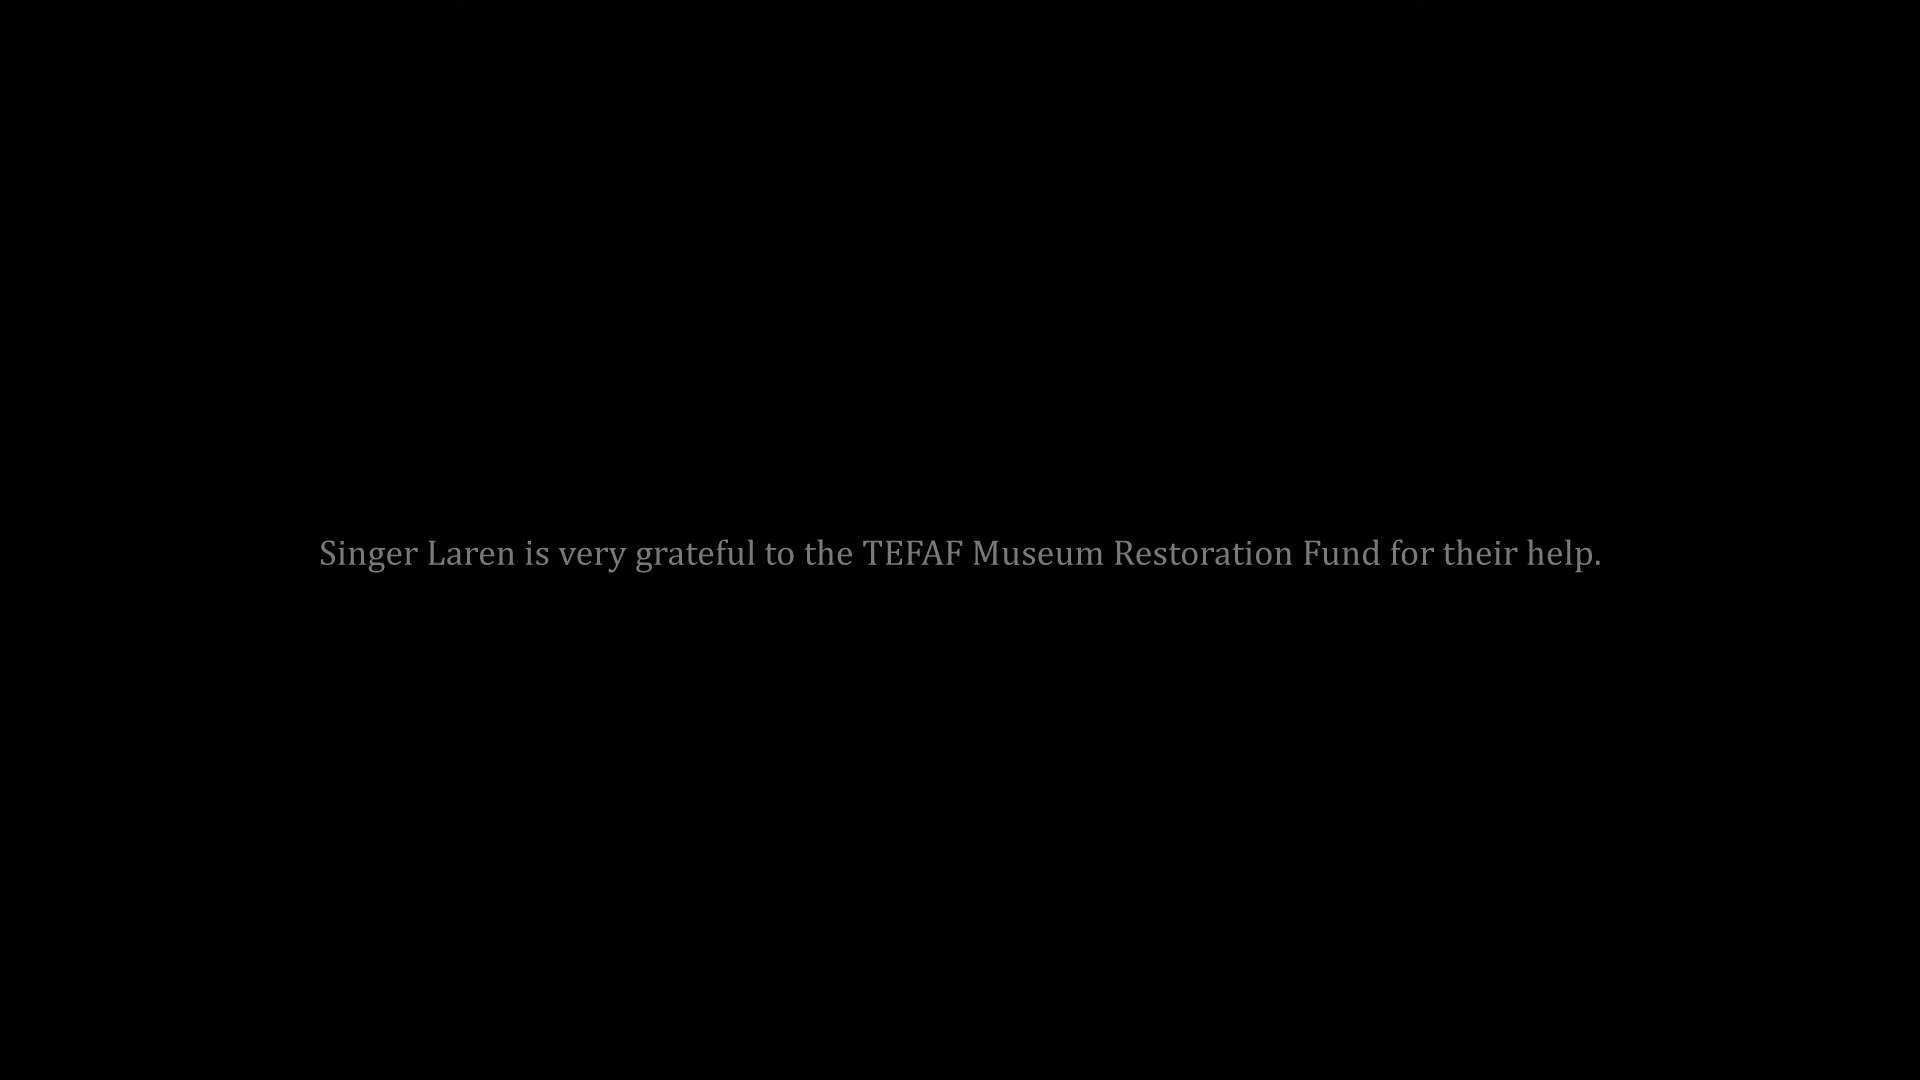 Singer Laren is very grateful to the TEFAF Museum Restoration Fund for their help.